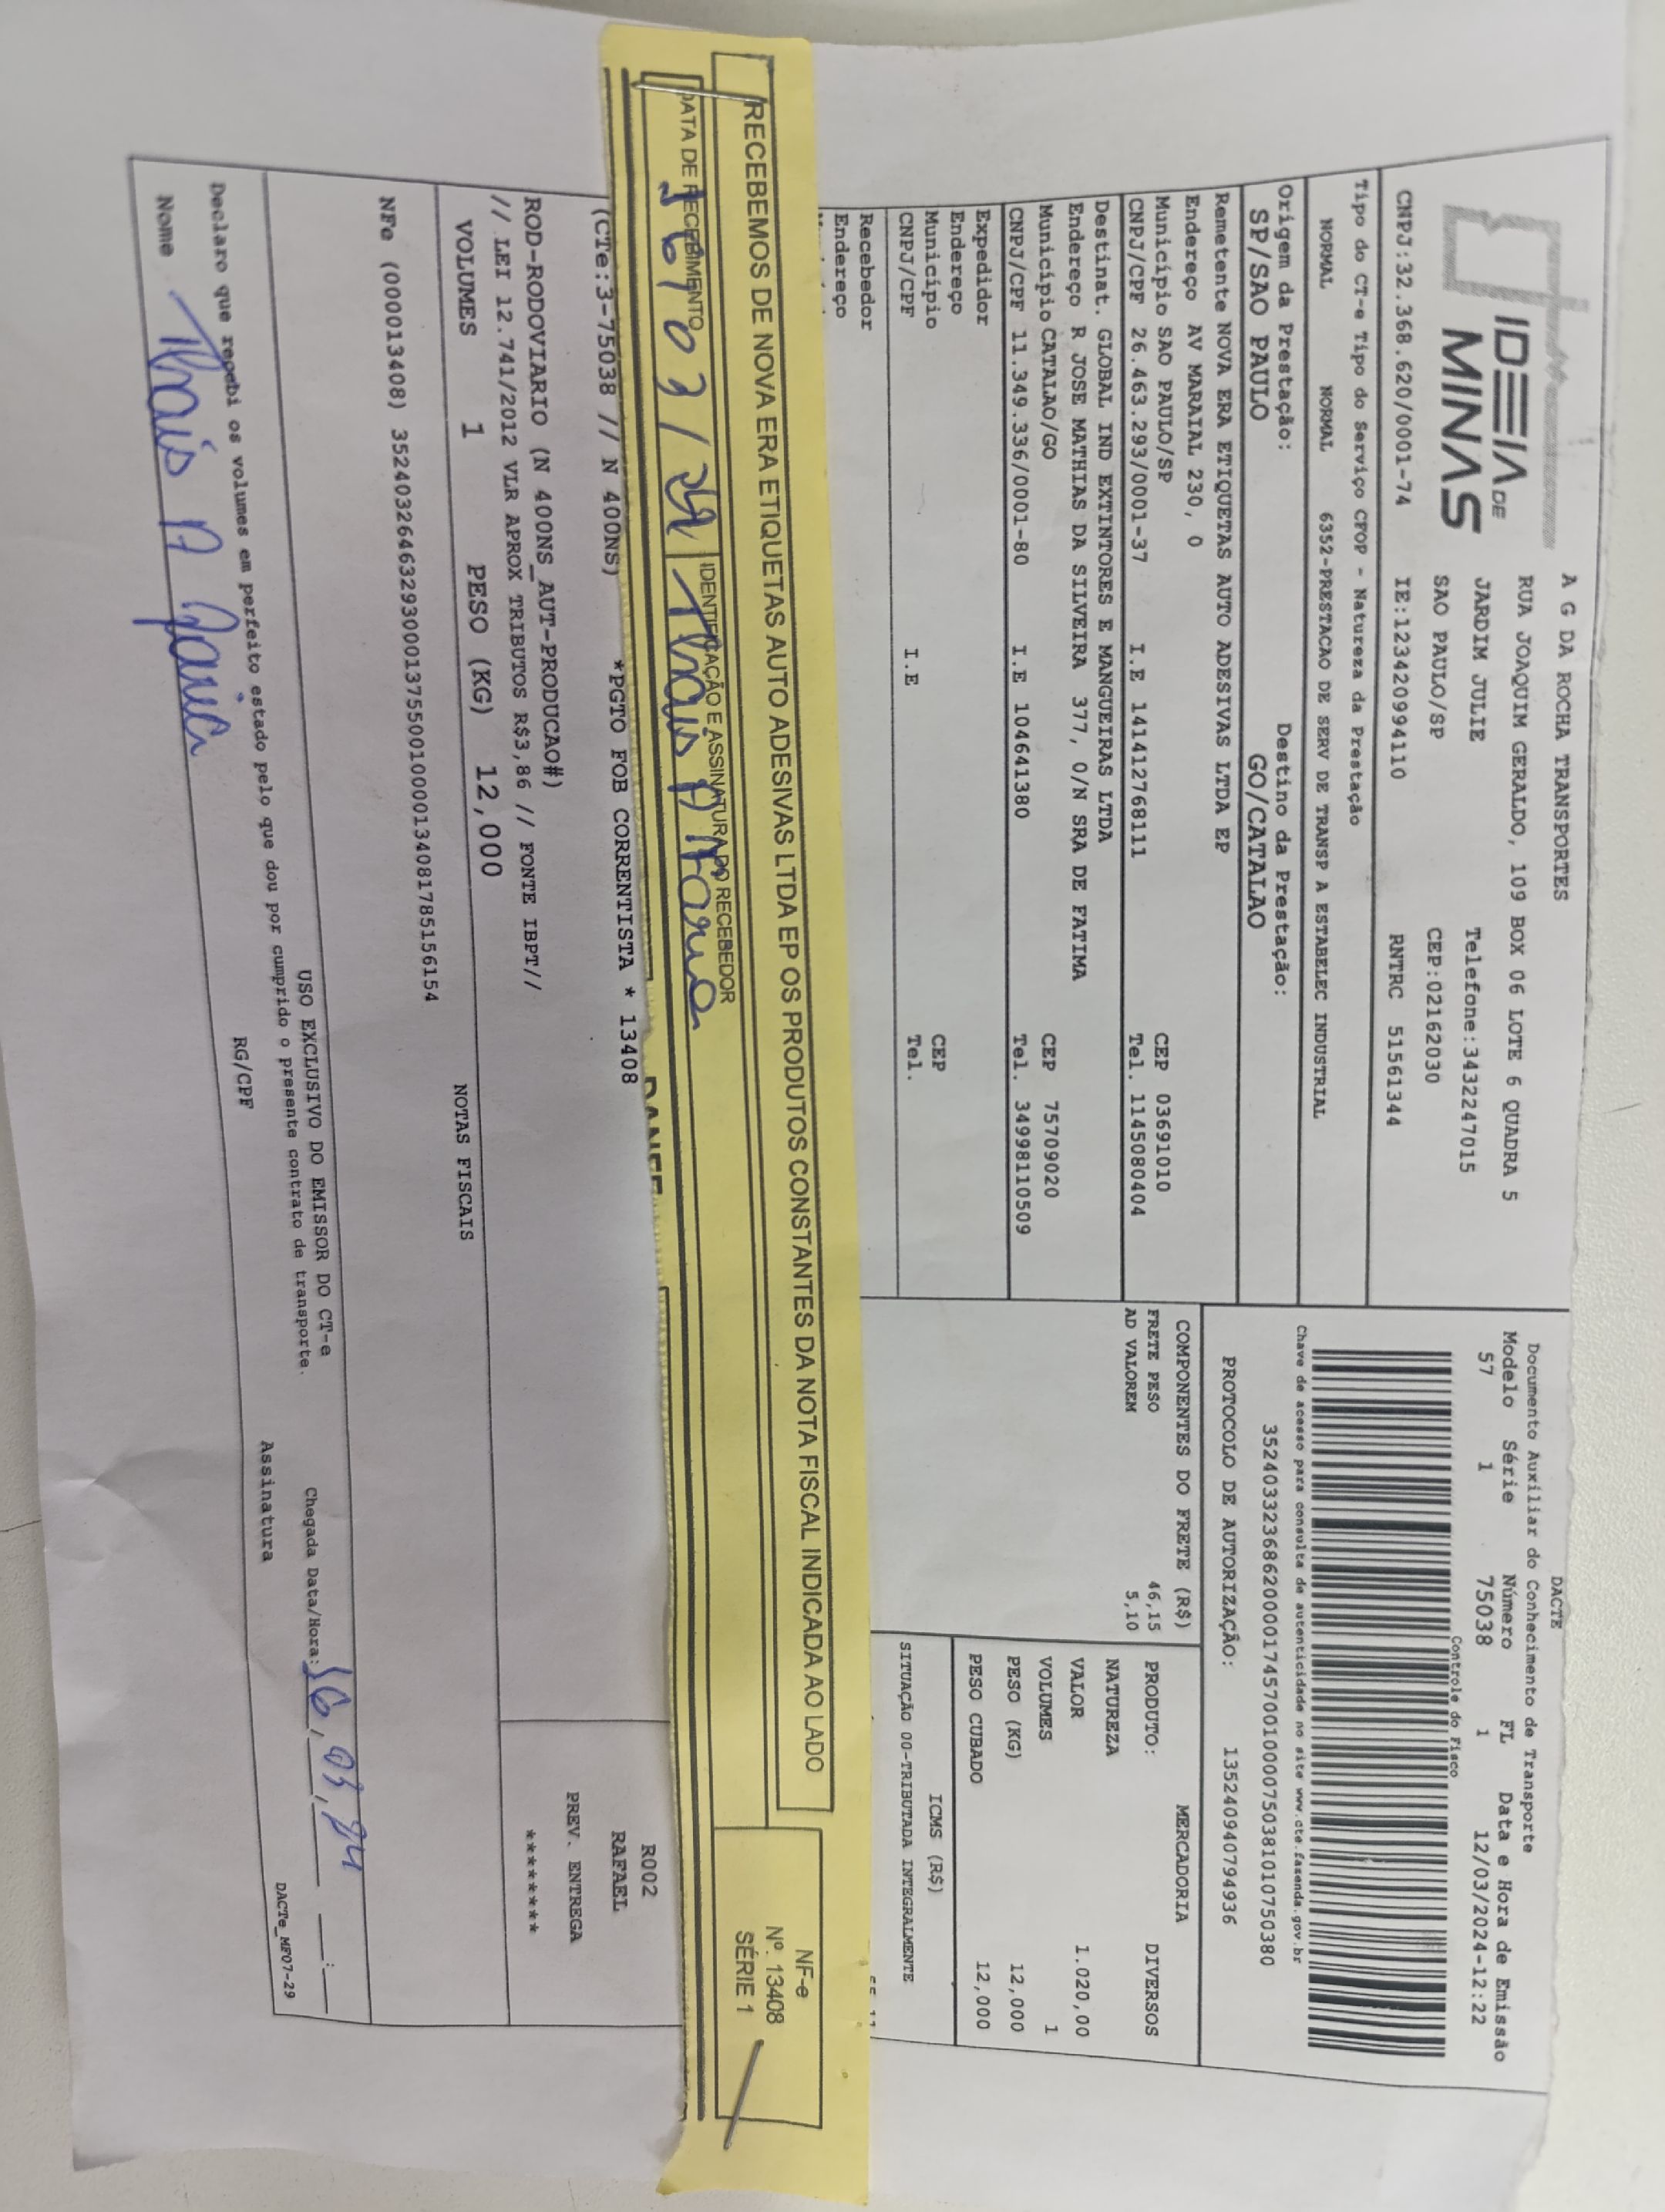 IDEIA DE
MINAS
A G DA ROCHA TRANSPORTES
RUA JOAQUIM GERALDO, 109 BOX 06 LOTE 6 QUADRA 5
JARDIM JULIE Telefone:3432247015
SAO PAULO/SP CEP:02162030
CNPJ:32.368.620/0001-74 IE:123420994110 RNTRC 51561344
Tipo do CT-e Tipo do Serviço CFOP - Natureza da Prestação
NORMAL NORMAL 6352-PRESTACAO DE SERV DE TRANSP A ESTABELEC INDUSTRIAL
Origem da Prestação: Destino da Prestação:
SP/SAO PAULO GO/CATALAO
Remetente NOVA ERA ETIQUETAS AUTO ADESIVAS LTDA EP
Endereço AV MARAIAL 230, 0
Município SAO PAULO/SP CEP 03691010
CNPJ/CPF 26.463.293/0001-37 I.E 141412768111 Tel. 1145080404
Destinat. GLOBAL IND EXTINTORES E MANGUEIRAS LTDA
Endereço R JOSE MATHIAS DA SILVEIRA 377, 0/N SRA DE FATIMA
Município CATALAO/GO CEP 75709020
CNPJ/CPF 11.349.336/0001-80 I.E 104641380 Tel. 34998110509
Expedidor
Endereço
Município CEP
CNPJ/CPF I.E Tel.
Recebedor
Endereço
DACTE
Documento Auxiliar do Conhecimento de Transporte
Modelo Série Número FL Data e Hora de Emissão
57 1 75038 1 12/03/2024-12:22
Controle do Fisco
Chave de acesso para consulta de autenticidade no site www.cte.fazenda.gov.br
35240332368620000174570010000750381010750380
PROTOCOLO DE AUTORIZAÇÃO: 135240940794936
COMPONENTES DO FRETE (R$)
FRETE PESO 46,15
AD VALOREM 5,10
MERCADORIA
PRODUTO: DIVERSOS
NATUREZA
VALOR 1.020,00
VOLUMES 1
PESO (KG) 12,000
PESO CUBADO 12,000
ICMS (R$)
SITUAÇÃO 00-TRIBUTADA INTEGRALMENTE
RECEBEMOS DE NOVA ERA ETIQUETAS AUTO ADESIVAS LTDA EP OS PRODUTOS CONSTANTES DA NOTA FISCAL INDICADA AO LADO
NF-e
Nº. 13408
SÉRIE 1
DATA DE RECEBIMENTO IDENTIFICAÇÃO E ASSINATURA DO RECEBEDOR
16/03/24 Thais A
DANFE
(CTe:3-75038 // N 400NS) *PGTO FOB CORRENTISTA * 13408
R002
RAFAEL
ROD-RODOVIARIO (N 400NS_AUT-PRODUCAO#)
// LEI 12.741/2012 VLR APROX TRIBUTOS R$3,86 // FONTE IBPT//
PREV. ENTREGA
********
VOLUMES 1 PESO (KG) 12,000
NOTAS FISCAIS
NFe (000013408) 35240326463293000137550010000134081785156154
USO EXCLUSIVO DO EMISSOR DO CT-e
Declaro que recebi os volumes em perfeito estado pelo que dou por cumprido o presente contrato de transporte.
Chegada Data/Hora: 16,03,24
Nome Thais A RG/CPF Assinatura
DACTe_MF07-29